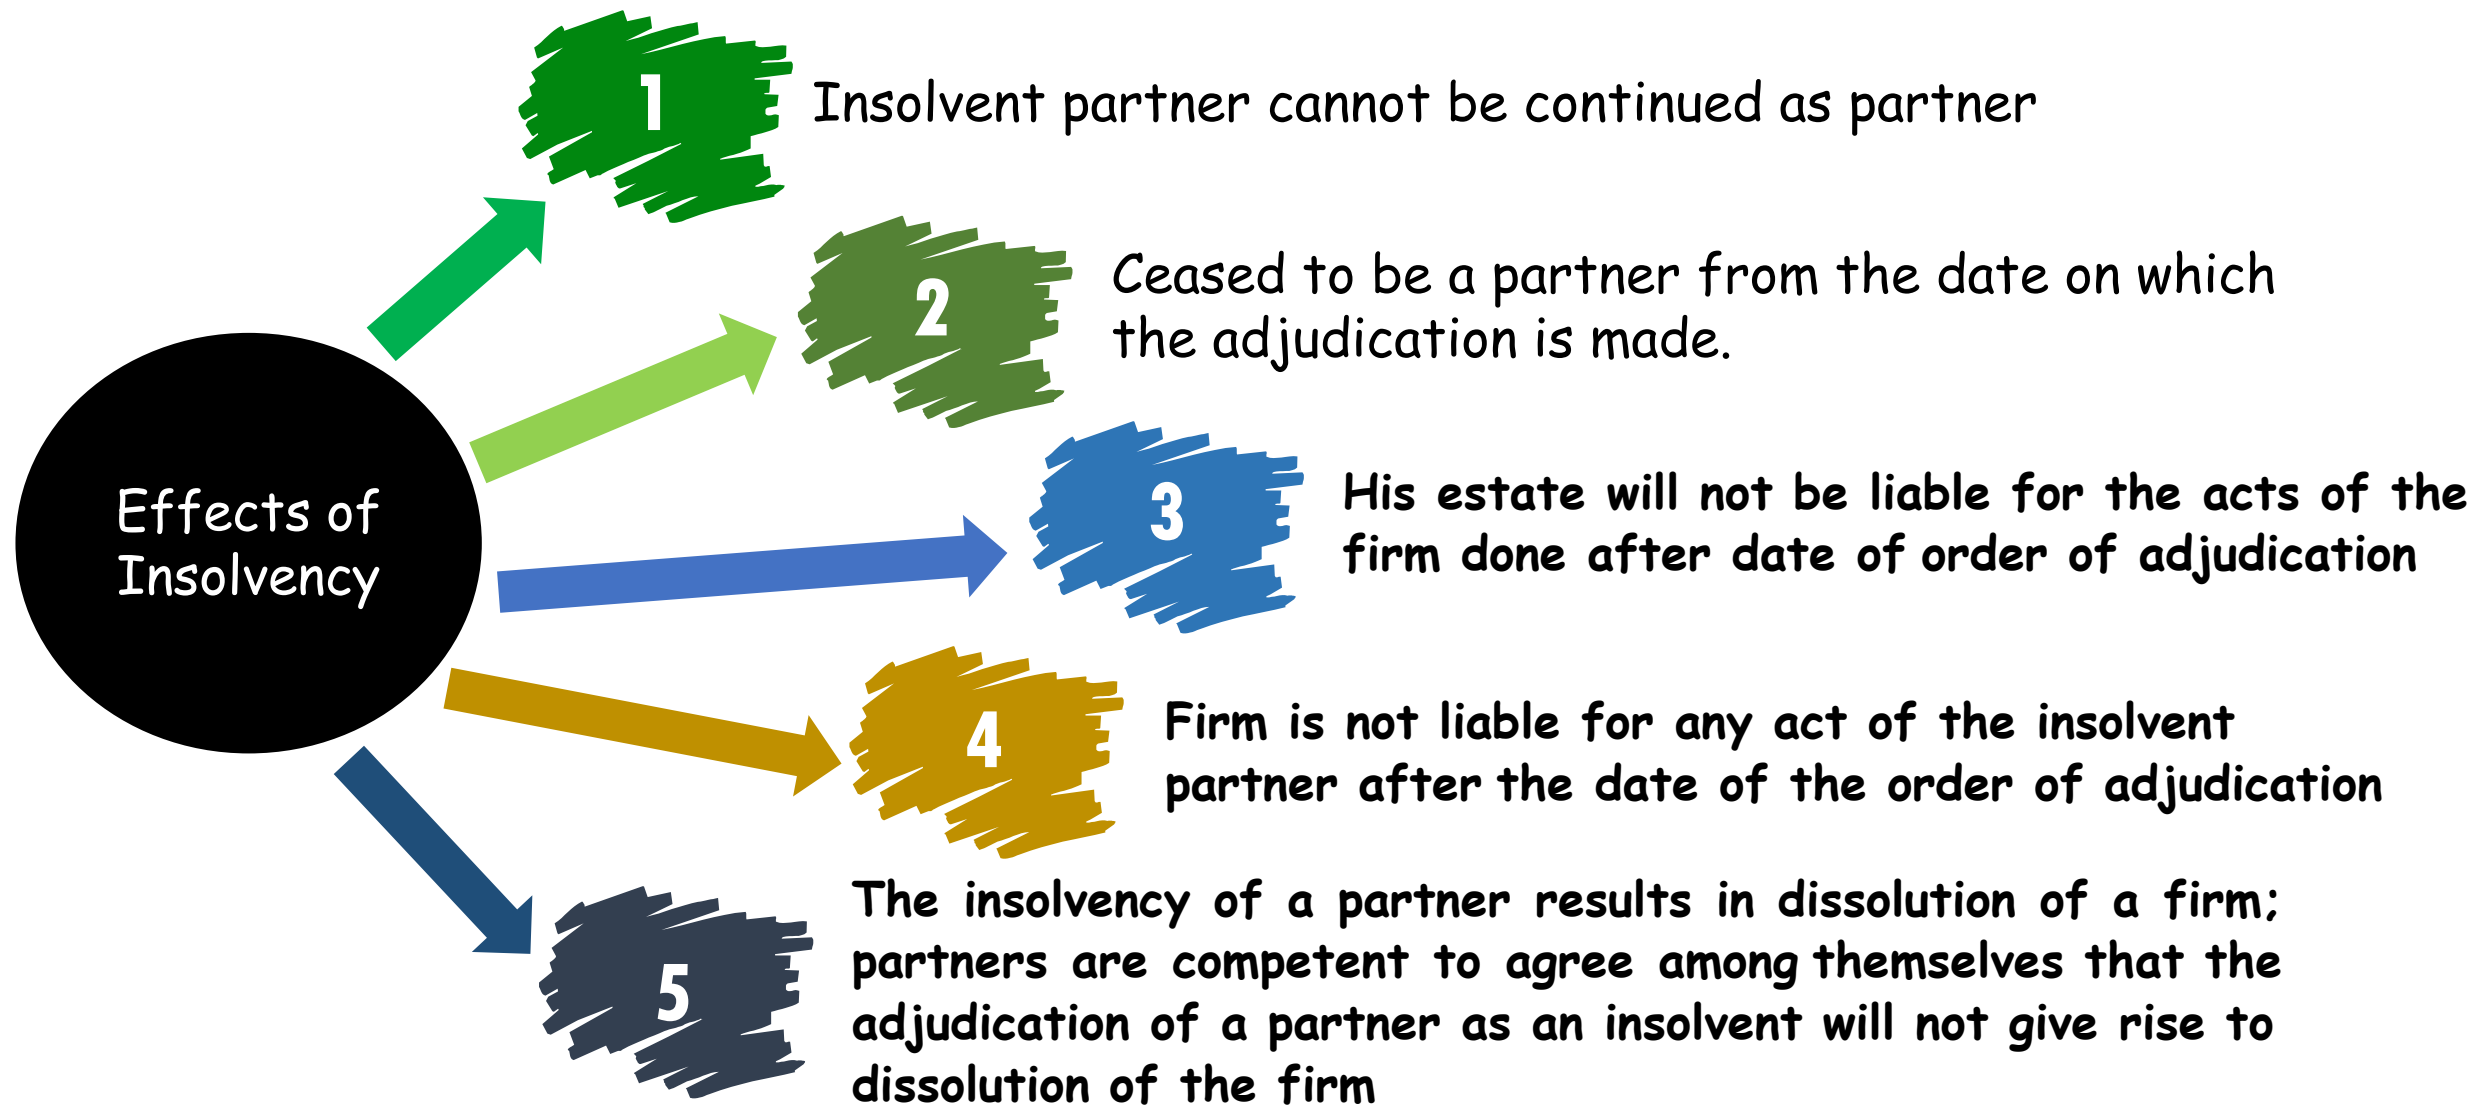 1
Insolvent partner cannot be continued as partner
2
Ceased to be a partner from the date on which
the adjudication is made.
Effects of
Insolvency
3
His estate will not be liable for the acts of the
firm done after date of order of adjudication
4
Firm is not liable for any act of the insolvent
partner after the date of the order of adjudication
5
The insolvency of a partner results in dissolution of a firm;
partners are competent to agree among themselves that the
adjudication of a partner as an insolvent will not give rise to
dissolution of the firm